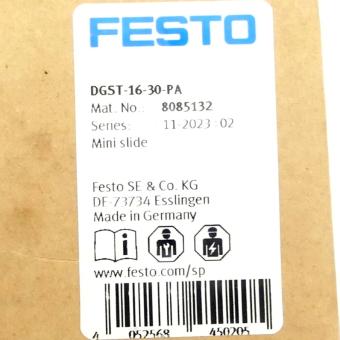 FESTO
DGST-16-30-PA
Mat. No.: 8085132
Series: 11-2023 : 02
Mini slide
Festo SE & Co. KG
DE-73734 Esslingen
Made in Germany
www.festo.com/sp
4 052568 450205